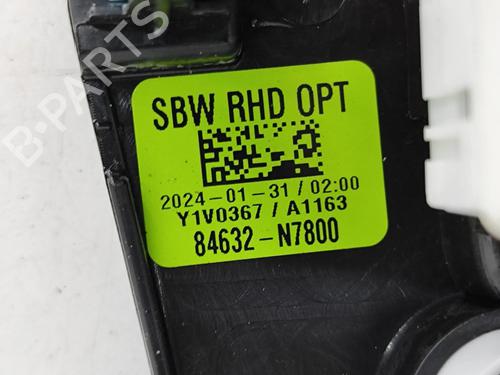 B-PARTS
SBW RHD OPT
2024-01-31/02:00
Y1V0367/A1163
84632-N7800